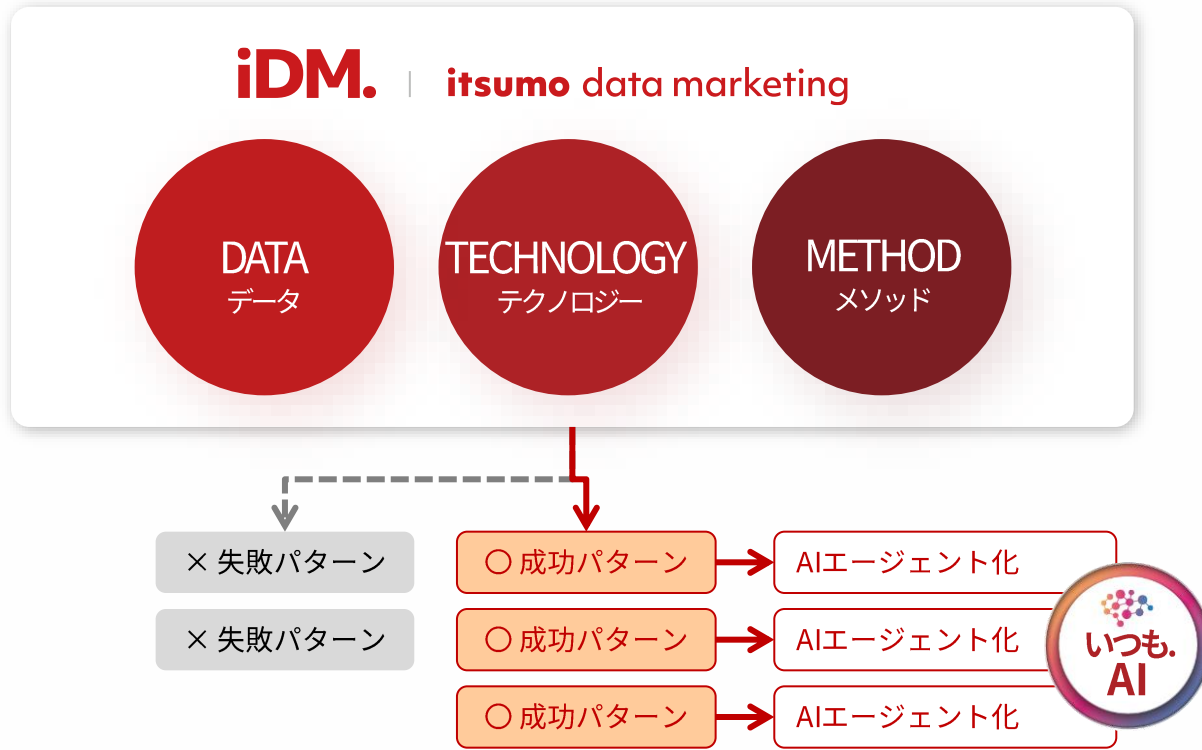 iDM. | itsumo data marketing
DATA
データ
TECHNOLOGY
テクノロジー
METHOD
メソッド
× 失敗パターン
〇 成功パターン
AIエージェント化
× 失敗パターン
〇 成功パターン
AIエージェント化
〇 成功パターン
AIエージェント化
いつも.
AI